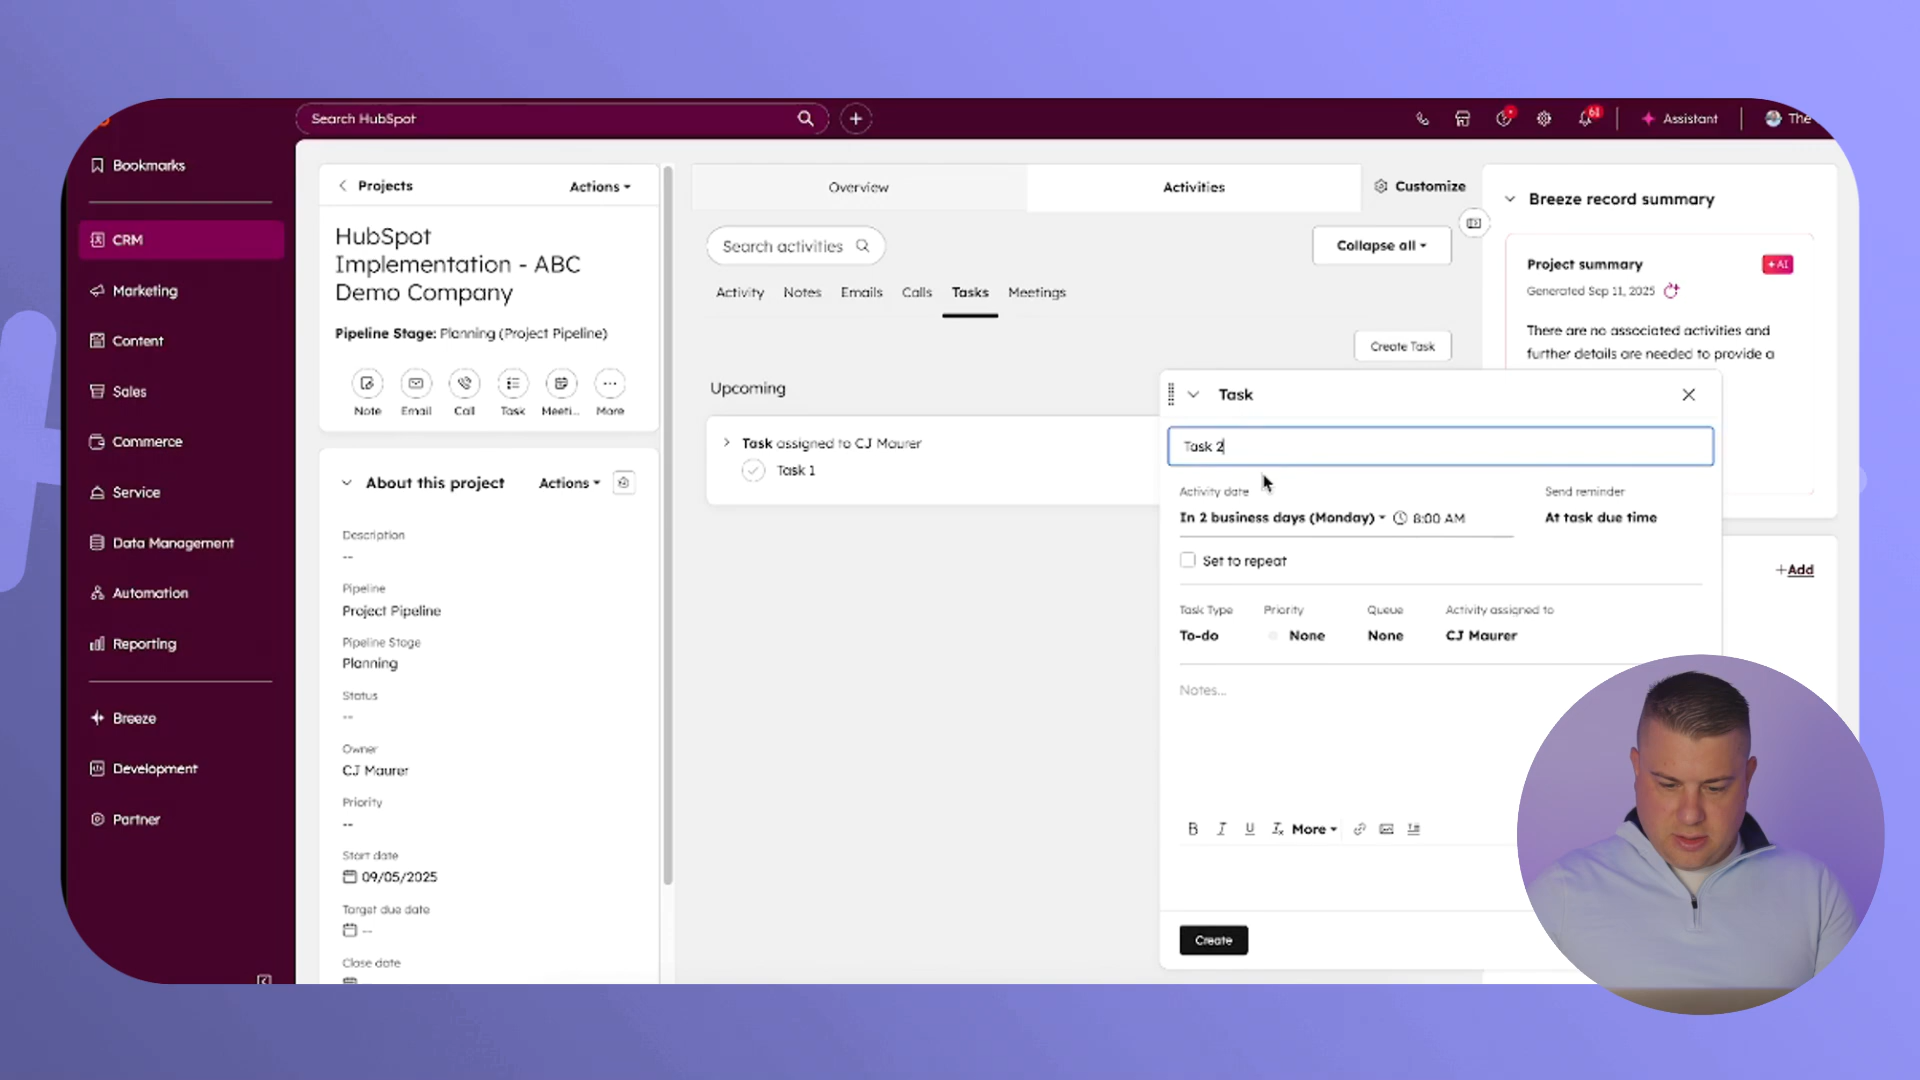 Search HubSpot
61
Assistant
The
Bookmarks
CRM
Marketing
Content
Sales
Commerce
Service
Data Management
Automation
Reporting
Breeze
Development
Partner
Projects
Actions
HubSpot
Implementation - ABC
Demo Company
Pipeline Stage: Planning (Project Pipeline)
Note
Email
Call
Task
Meeti...
More
About this project
Actions
Description
--
Pipeline
Project Pipeline
Pipeline Stage
Planning
Status
--
Owner
CJ Maurer
Priority
--
Start date
09/05/2025
Target due date
--
Close date
Overview
Activities
Customize
Search activities
Collapse all
Activity
Notes
Emails
Calls
Tasks
Meetings
Create Task
Upcoming
Task assigned to CJ Maurer
Task 1
Breeze record summary
Project summary
AI
Generated Sep 11, 2025
There are no associated activities and
further details are needed to provide a
+Add
Task
Task 2
Activity date
Send reminder
In 2 business days (Monday)
8:00 AM
At task due time
Set to repeat
Task Type
Priority
Queue
Activity assigned to
To-do
None
None
CJ Maurer
Notes...
B I U Tx More
Create